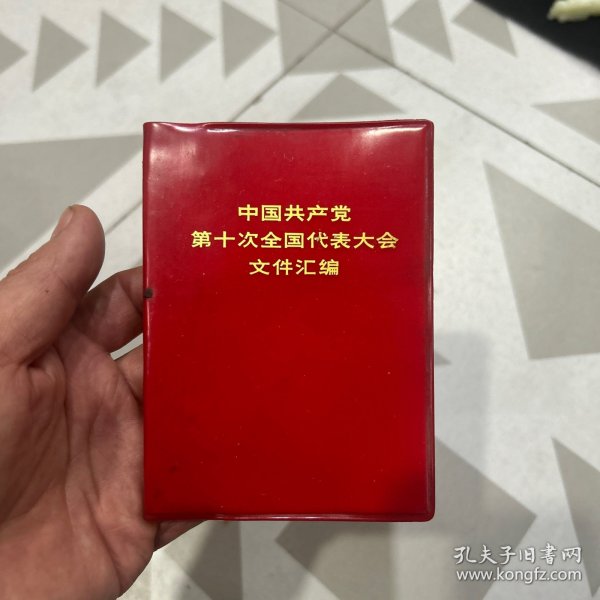 中国共产党
第十次全国代表大会
文件汇编
孔夫子旧书网
www.kongfz.com